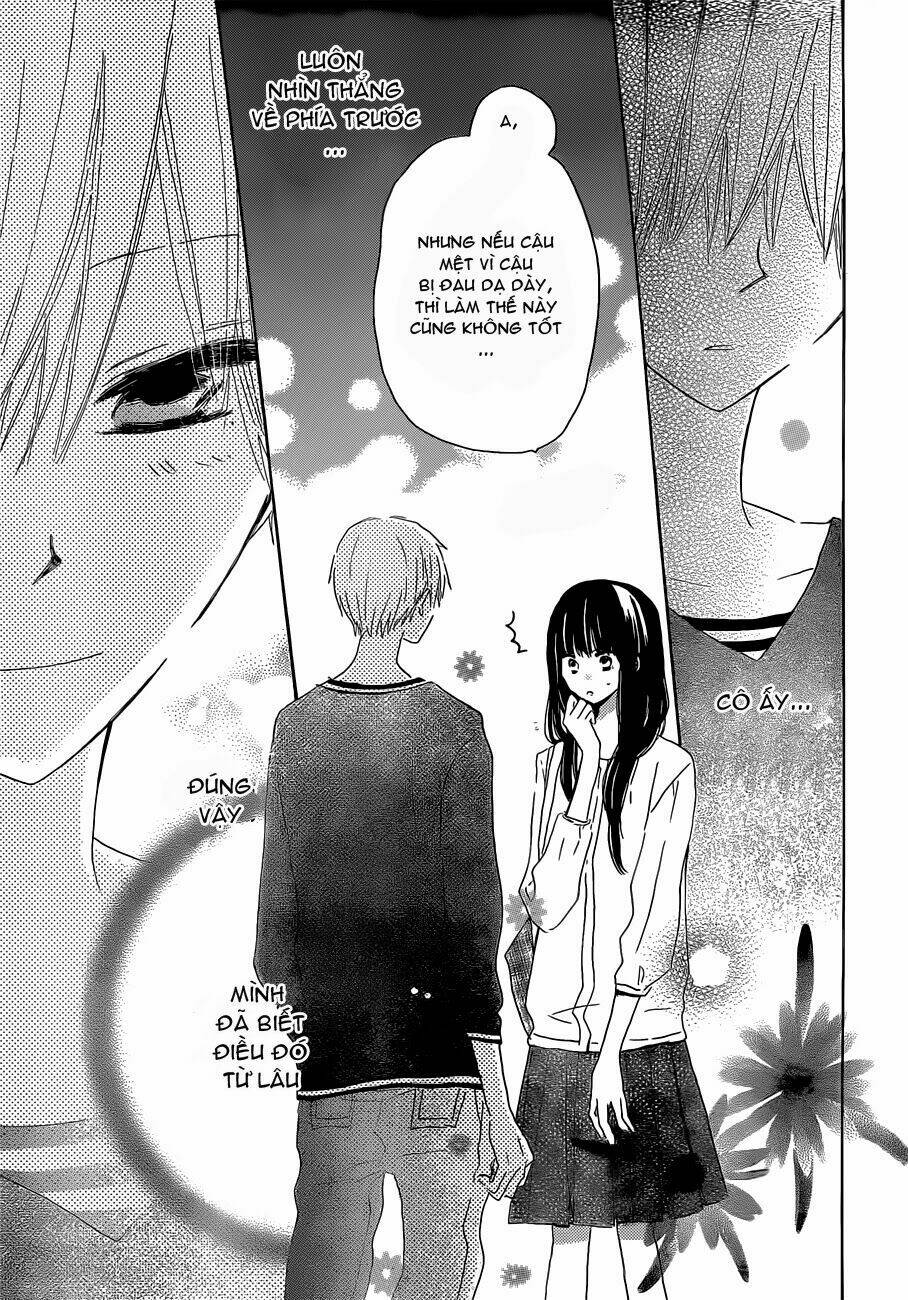 CÔ ẤY...
LUÔN
NHÌN THẲNG
VỀ PHÍA TRƯỚC
...
A,
NHƯNG NẾU CẬU
MỆT VÌ CẬU
BỊ ĐAU DẠ DÀY,
THÌ LÀM THẾ NÀY
CŨNG KHÔNG TỐT
...
ĐÚNG
VẬY
MÌNH
ĐÃ BIẾT
ĐIỀU ĐÓ
TỪ LÂU